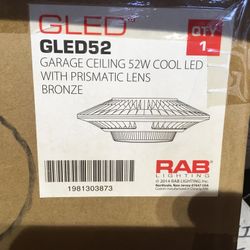 GLED
GLED52
QTY
1
GARAGE CEILING 52W COOL LED
WITH PRISMATIC LENS
BRONZE
1981303873
RAB
LIGHTING
© 2014 RAB LIGHTING Inc.
Northvale, New Jersey 07647 USA